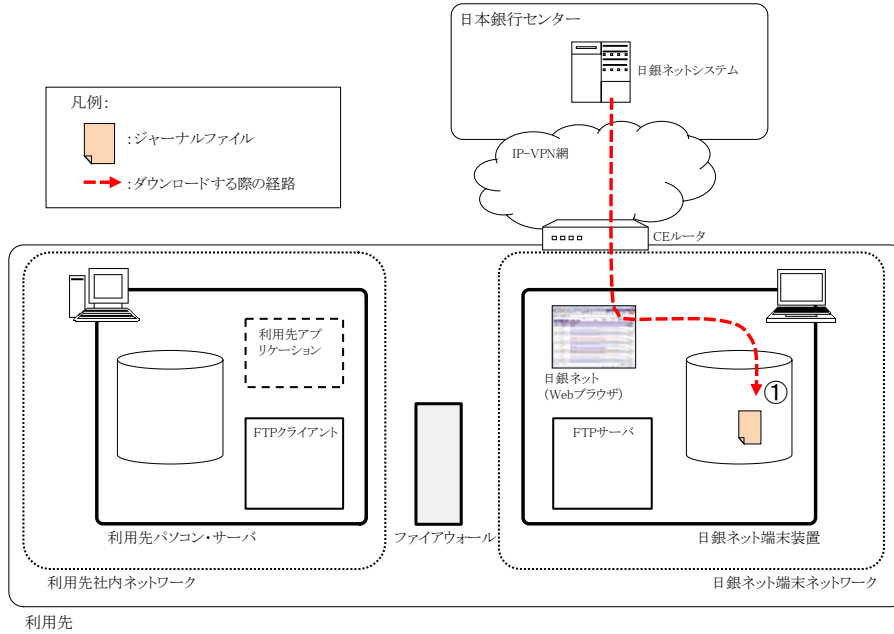 日本銀行センター
日銀ネットシステム
凡例：
：ジャーナルファイル
：ダウンロードする際の経路
IP-VPN網
CEルータ
利用先アプ
リケーション
日銀ネット
（Webブラウザ）
①
FTPクライアント
FTPサーバ
利用先パソコン・サーバ
ファイアウォール
日銀ネット端末装置
利用先社内ネットワーク
日銀ネット端末ネットワーク
利用先